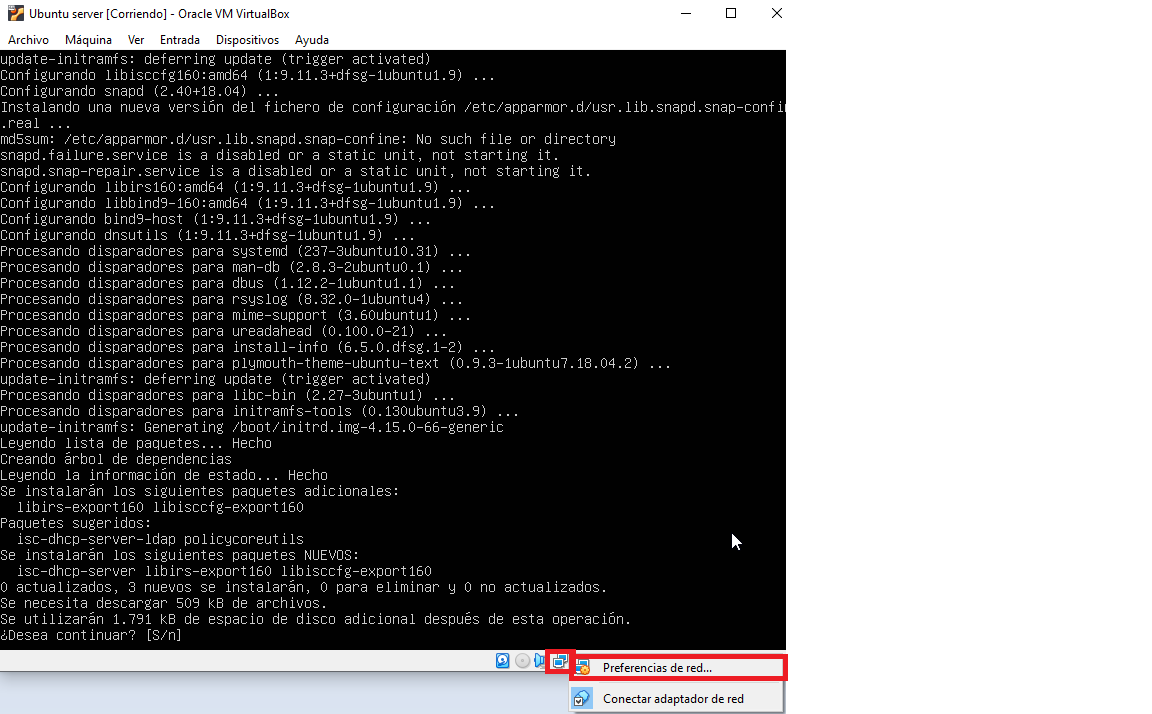 Ubuntu server [Corriendo] - Oracle VM VirtualBox
Archivo Máquina Ver Entrada Dispositivos Ayuda
update-initramfs: deferring update (trigger activated)
Configurando libisccfg160:amd64 (1:9.11.3+dfsg-1ubuntu1.9) ...
Configurando snapd (2.40+18.04) ...
Instalando una nueva versión del fichero de configuración /etc/apparmor.d/usr.lib.snapd.snap-confin
.real ...
md5sum: /etc/apparmor.d/usr.lib.snapd.snap-confine: No such file or directory
snapd.failure.service is a disabled or a static unit, not starting it.
snapd.snap-repair.service is a disabled or a static unit, not starting it.
Configurando libirs160:amd64 (1:9.11.3+dfsg-1ubuntu1.9) ...
Configurando libbind9-160:amd64 (1:9.11.3+dfsg-1ubuntu1.9) ...
Configurando bind9-host (1:9.11.3+dfsg-1ubuntu1.9) ...
Configurando dnsutils (1:9.11.3+dfsg-1ubuntu1.9) ...
Procesando disparadores para systemd (237-3ubuntu10.31) ...
Procesando disparadores para man-db (2.8.3-2ubuntu0.1) ...
Procesando disparadores para dbus (1.12.2-1ubuntu1.1) ...
Procesando disparadores para rsyslog (8.32.0-1ubuntu4) ...
Procesando disparadores para mime-support (3.60ubuntu1) ...
Procesando disparadores para ureadahead (0.100.0-21) ...
Procesando disparadores para install-info (6.5.0.dfsg.1-2) ...
Procesando disparadores para plymouth-theme-ubuntu-text (0.9.3-1ubuntu7.18.04.2) ...
update-initramfs: deferring update (trigger activated)
Procesando disparadores para libc-bin (2.27-3ubuntu1) ...
Procesando disparadores para initramfs-tools (0.130ubuntu3.9) ...
update-initramfs: Generating /boot/initrd.img-4.15.0-66-generic
Leyendo lista de paquetes... Hecho
Creando árbol de dependencias
Leyendo la información de estado... Hecho
Se instalarán los siguientes paquetes adicionales:
libirs-export160 libisccfg-export160
Paquetes sugeridos:
isc-dhcp-server-ldap policycoreutils
Se instalarán los siguientes paquetes NUEVOS:
isc-dhcp-server libirs-export160 libisccfg-export160
0 actualizados, 3 nuevos se instalarán, 0 para eliminar y 0 no actualizados.
Se necesita descargar 509 kB de archivos.
Se utilizarán 1.791 kB de espacio de disco adicional después de esta operación.
¿Desea continuar? [S/n]
Preferencias de red...
Conectar adaptador de red